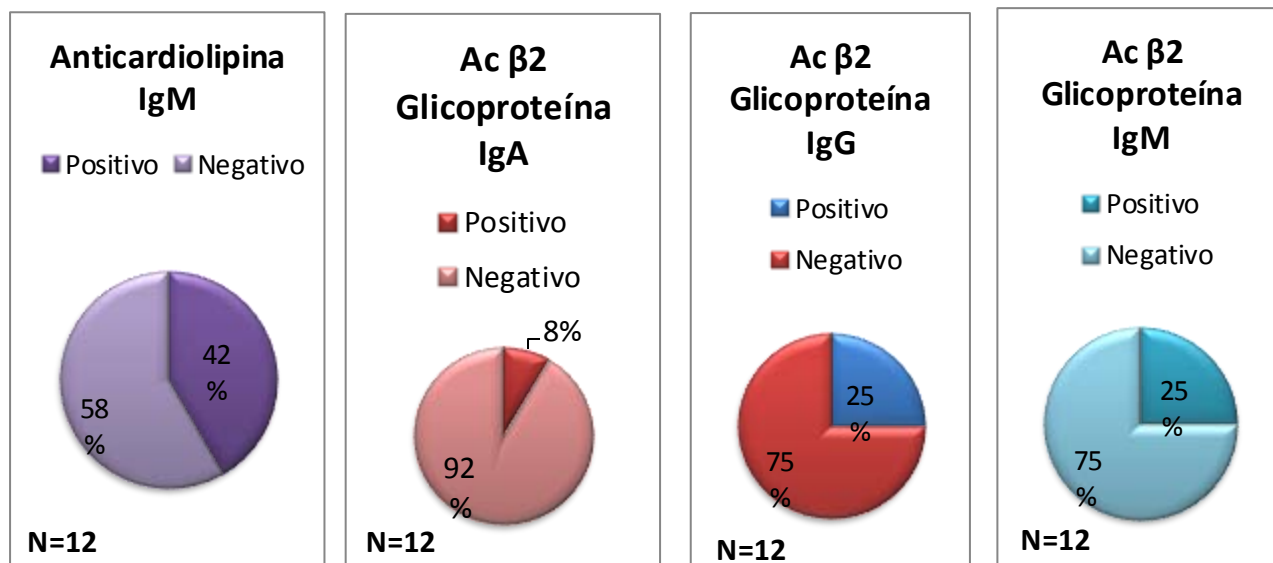 Anticardiolipina
IgM
Positivo Negativo
42
%
58
%
N=12
Ac β2
Glicoproteína
IgA
Positivo
Negativo
8%
92
%
N=12
Ac β2
Glicoproteína
IgG
Positivo
Negativo
25
%
75
%
N=12
Ac β2
Glicoproteína
IgM
Positivo
Negativo
25
%
75
%
N=12